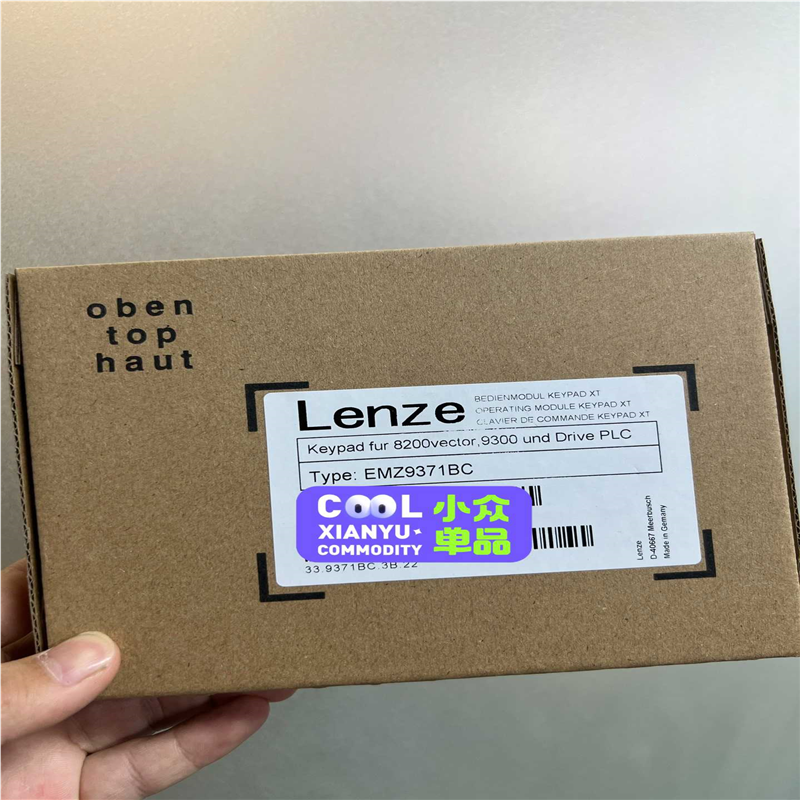 oben
top
haut
Lenze
BEDIENMODUL KEYPAD XT
OPERATING MODULE KEYPAD XT
CLAVIER DE COMMANDE KEYPAD XT
Keypad fur 8200vector,9300 und Drive PLC
Type: EMZ9371BC
COOL
XIANYU
COMMODITY
小众
单品
33.9371BC.3B.22
Lenze
D-40667 Meerbusch
Made in Gemany